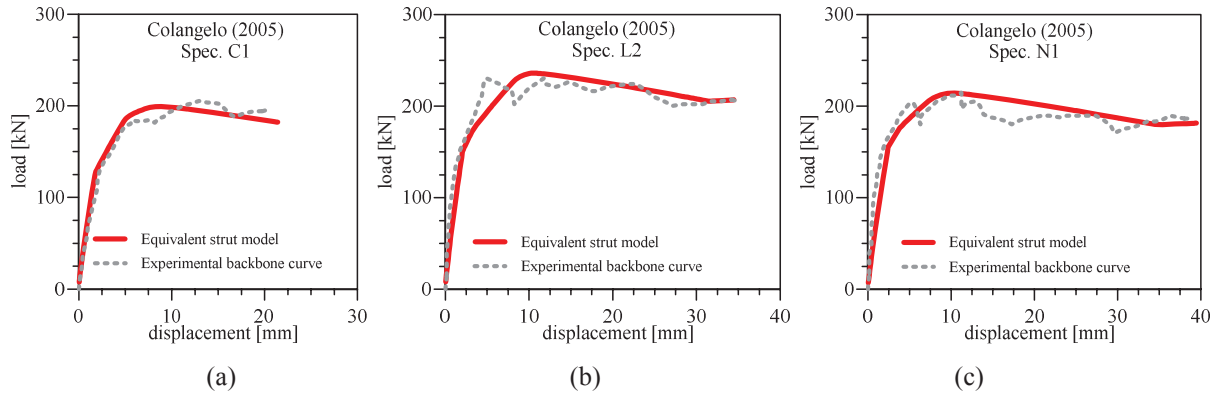 Colangelo (2005)
Spec. C1
300
200
100
0
load [kN]
Equivalent strut model
Experimental backbone curve
0 10 20 30
displacement [mm]
(a)
Colangelo (2005)
Spec. L2
300
200
100
0
load [kN]
Equivalent strut model
Experimental backbone curve
0 10 20 30 40
displacement [mm]
(b)
Colangelo (2005)
Spec. N1
300
200
100
0
load [kN]
Equivalent strut model
Experimental backbone curve
0 10 20 30 40
displacement [mm]
(c)